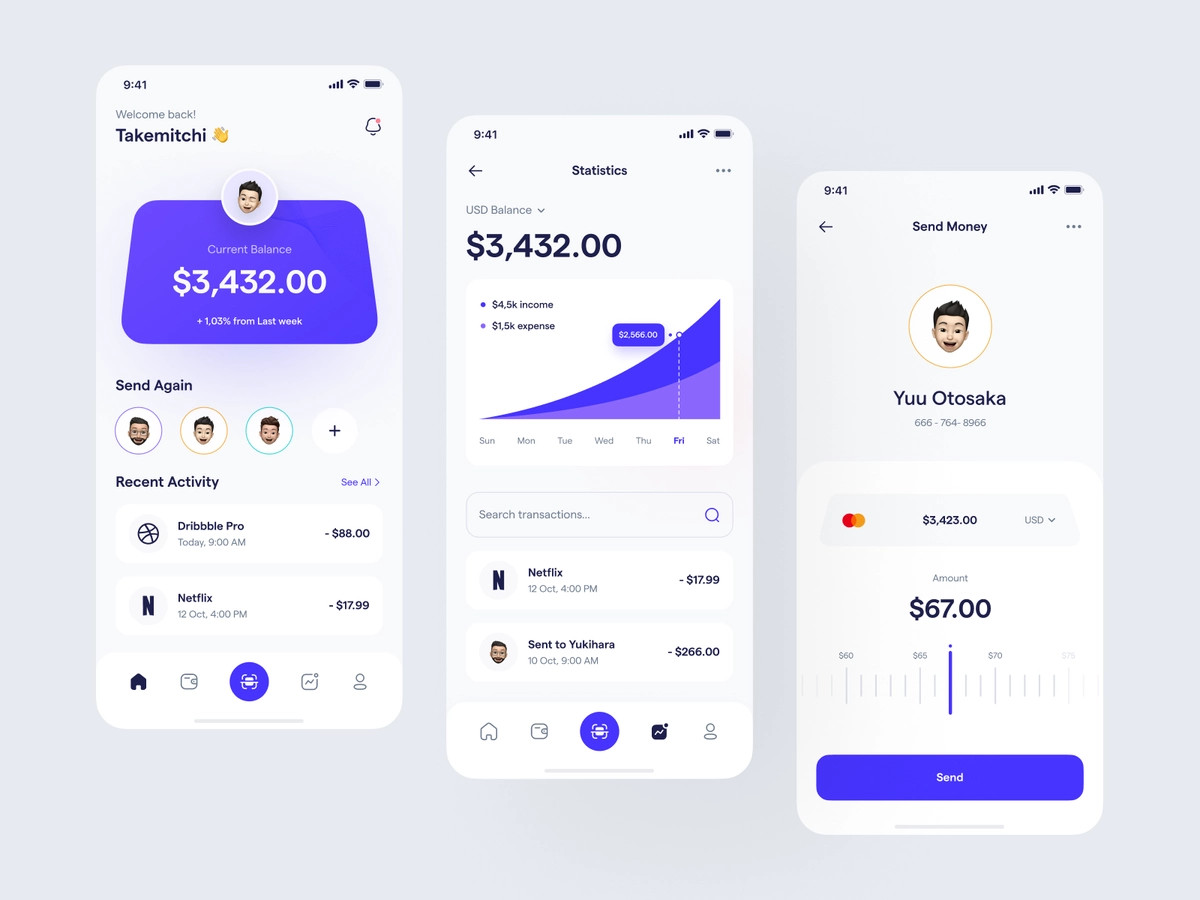 9:41
Welcome back!
Takemitchi 👋
Current Balance
$3,432.00
+ 1,03% from Last week
Send Again
Recent Activity
See All
Dribbble Pro
Today, 9:00 AM
- $88.00
N
Netflix
12 Oct, 4:00 PM
- $17.99
9:41
Statistics
USD Balance
$3,432.00
$4,5k income
$1,5k expense
$2,566.00
Sun Mon Tue Wed Thu Fri Sat
Search transactions...
N
Netflix
12 Oct, 4:00 PM
- $17.99
Sent to Yukihara
10 Oct, 9:00 AM
- $266.00
9:41
Send Money
Yuu Otosaka
666 - 764- 8966
$3,423.00
USD
Amount
$67.00
$60 $65 $70 $75
Send